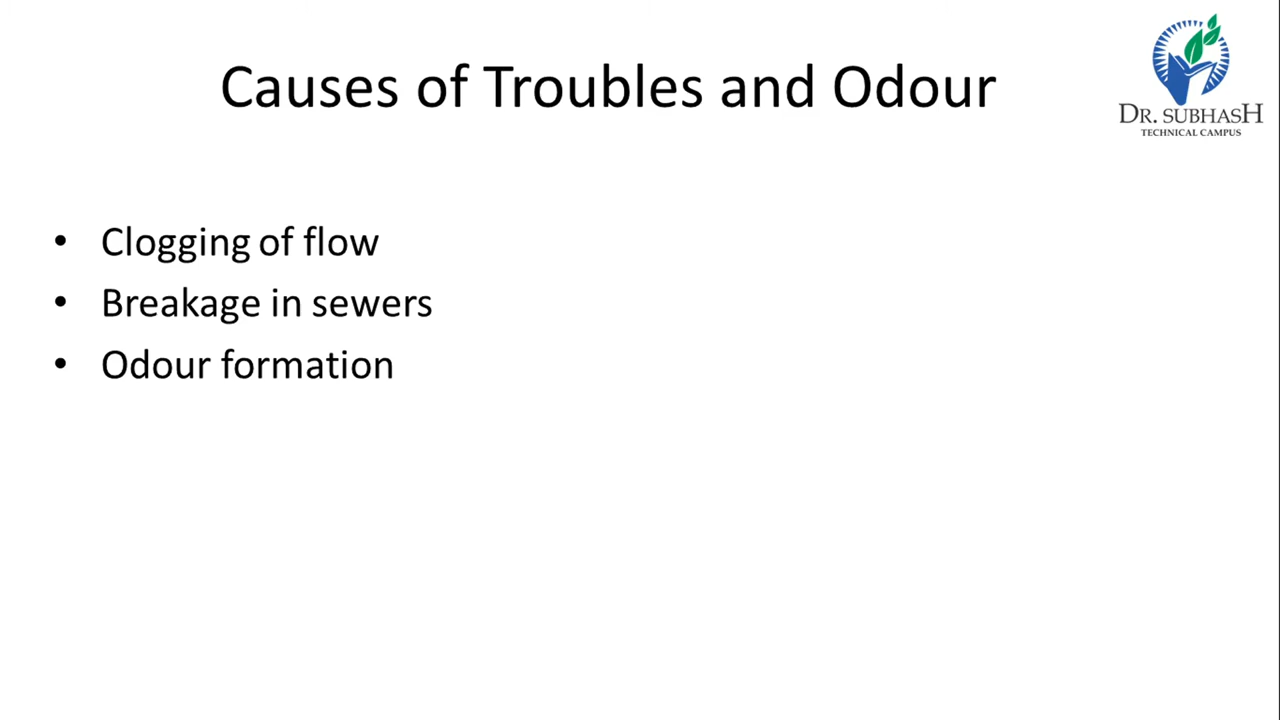 Causes of Troubles and Odour
DR. SUBHASH
TECHNICAL CAMPUS
• Clogging of flow
• Breakage in sewers
• Odour formation